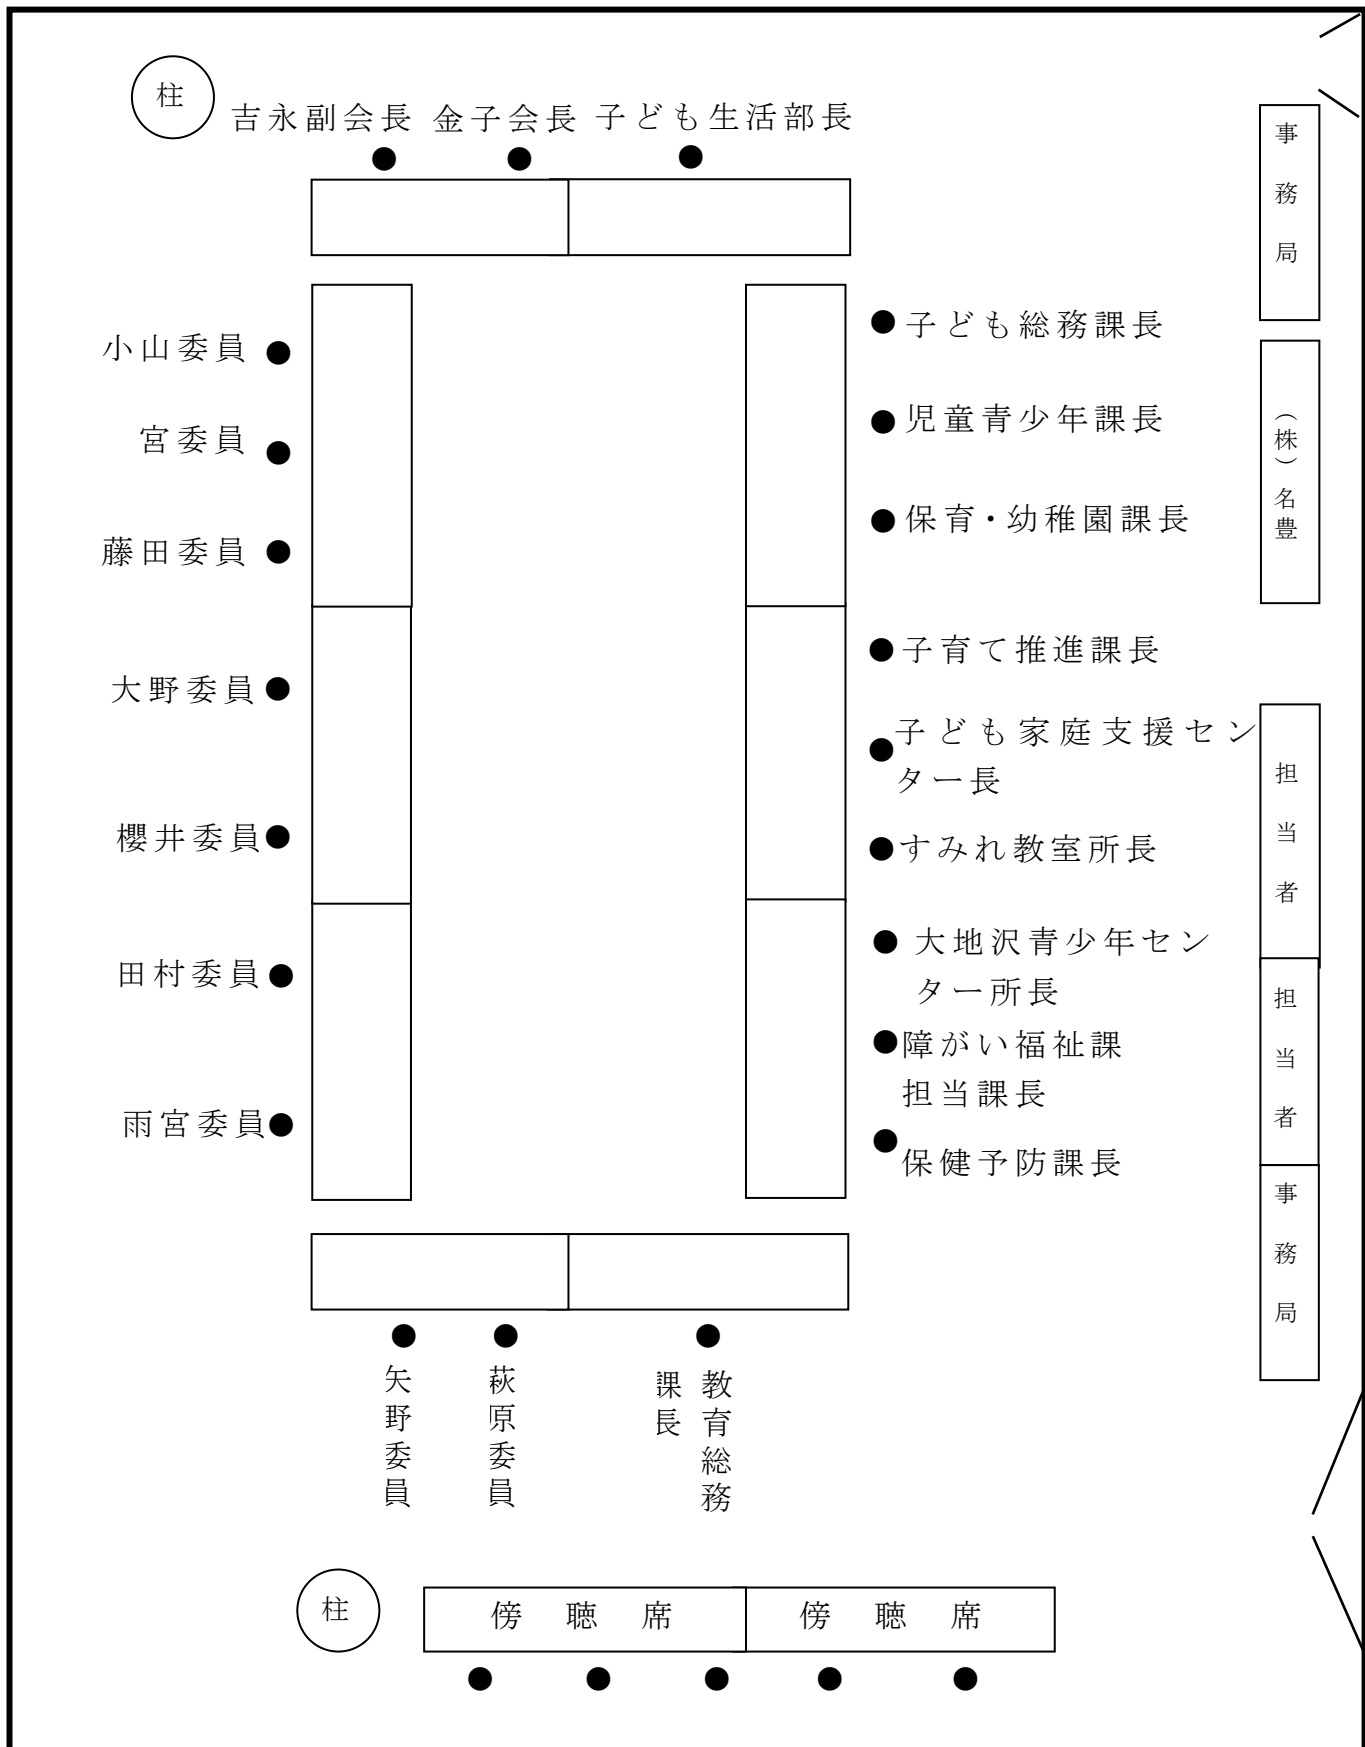 柱
吉永副会長 金子会長 子ども生活部長
事務局
小山委員
宮委員
藤田委員
大野委員
櫻井委員
田村委員
雨宮委員
子ども総務課長
児童青少年課長
保育・幼稚園課長
子育て推進課長
子ども家庭支援セン
ター長
すみれ教室所長
大地沢青少年セン
ター所長
障がい福祉課
担当課長
保健予防課長
(株)名豊
担当者
担当者
事務局
矢野委員
萩原委員
教育総務
課長
柱
傍聴席
傍聴席